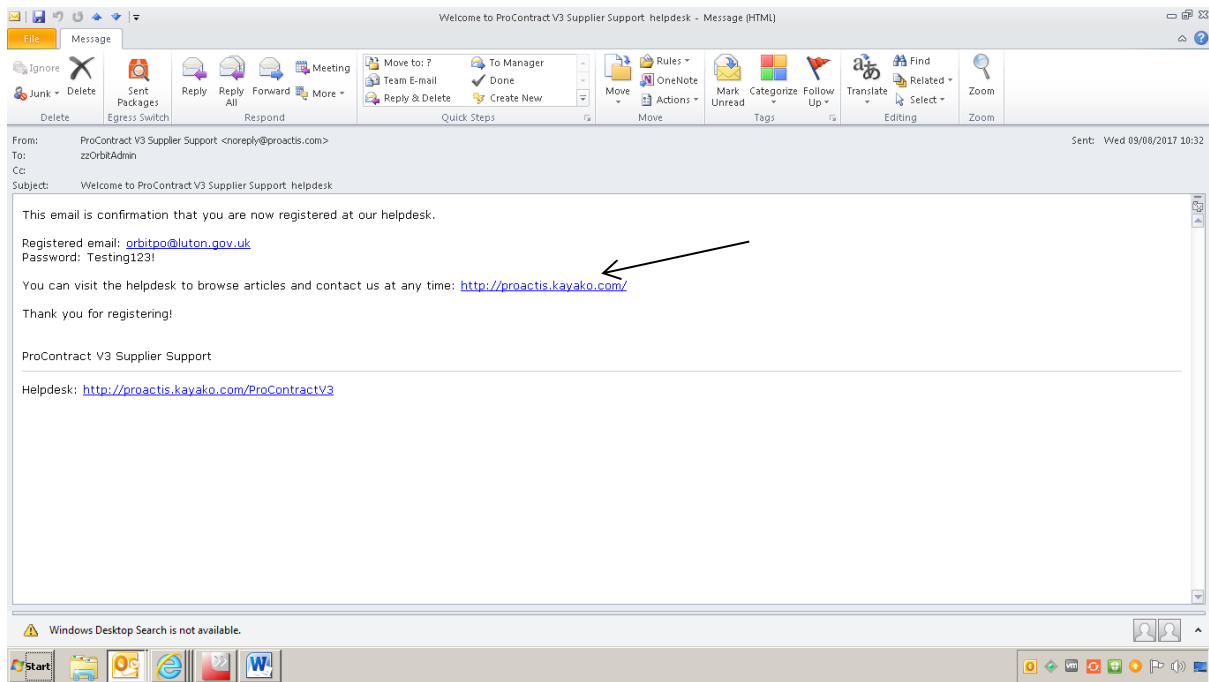 Welcome to ProContract V3 Supplier Support helpdesk - Message (HTML)
File Message
Ignore
Junk
Delete
Delete
Sent Packages
Egress Switch
Reply
Reply All
Forward
Meeting
More
Respond
Move to: ?
To Manager
Team E-mail
Done
Reply & Delete
Create New
Quick Steps
Move
Rules
OneNote
Actions
Move
Mark Unread
Categorize
Follow Up
Tags
Translate
Find
Related
Select
Editing
Zoom
Zoom
From: ProContract V3 Supplier Support <noreply@proactis.com>
Sent: Wed 09/08/2017 10:32
To: zzOrbitAdmin
Cc:
Subject: Welcome to ProContract V3 Supplier Support helpdesk
This email is confirmation that you are now registered at our helpdesk.
Registered email: orbitpo@luton.gov.uk
Password: Testing123!
You can visit the helpdesk to browse articles and contact us at any time: http://proactis.kayako.com/
Thank you for registering!
ProContract V3 Supplier Support
Helpdesk: http://proactis.kayako.com/ProContractV3
Windows Desktop Search is not available.
Start